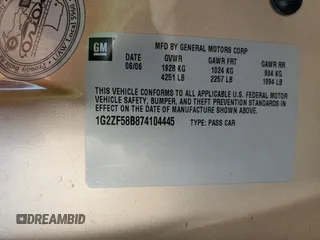 GM
MFD BY GENERAL MOTORS CORP
DATE GVWR GAWR FRT GAWR RR
06/06 1928 KG 1024 KG 904 KG
4251 LB 2257 LB 1994 LB
THIS VEHICLE CONFORMS TO ALL APPLICABLE U.S. FEDERAL MOTOR
VEHICLE SAFETY, BUMPER, AND THEFT PREVENTION STANDARDS IN
EFFECT ON THE DATE OF MANUFACTURE SHOWN ABOVE.
1G2ZF58B874104445 TYPE: PASS CAR
DREAMBID